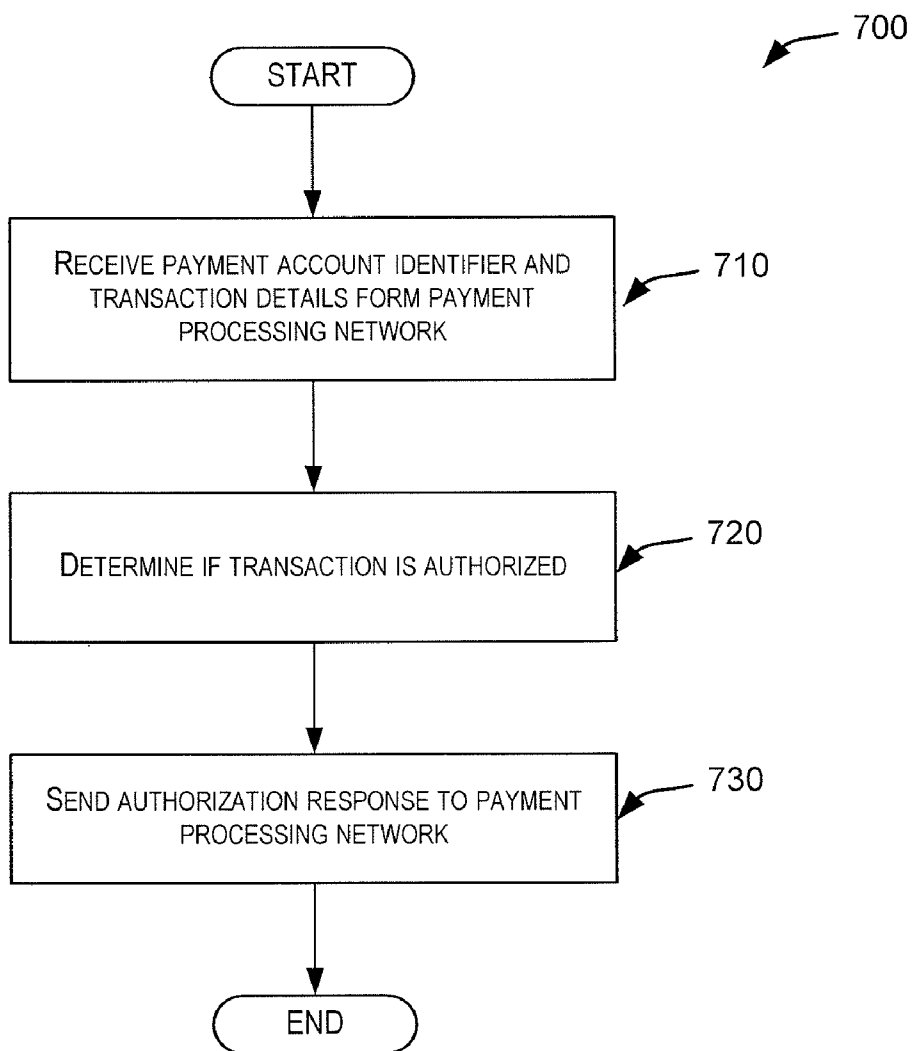 700
START
RECEIVE PAYMENT ACCOUNT IDENTIFIER AND
TRANSACTION DETAILS FORM PAYMENT
PROCESSING NETWORK
710
DETERMINE IF TRANSACTION IS AUTHORIZED
720
SEND AUTHORIZATION RESPONSE TO PAYMENT
PROCESSING NETWORK
730
END